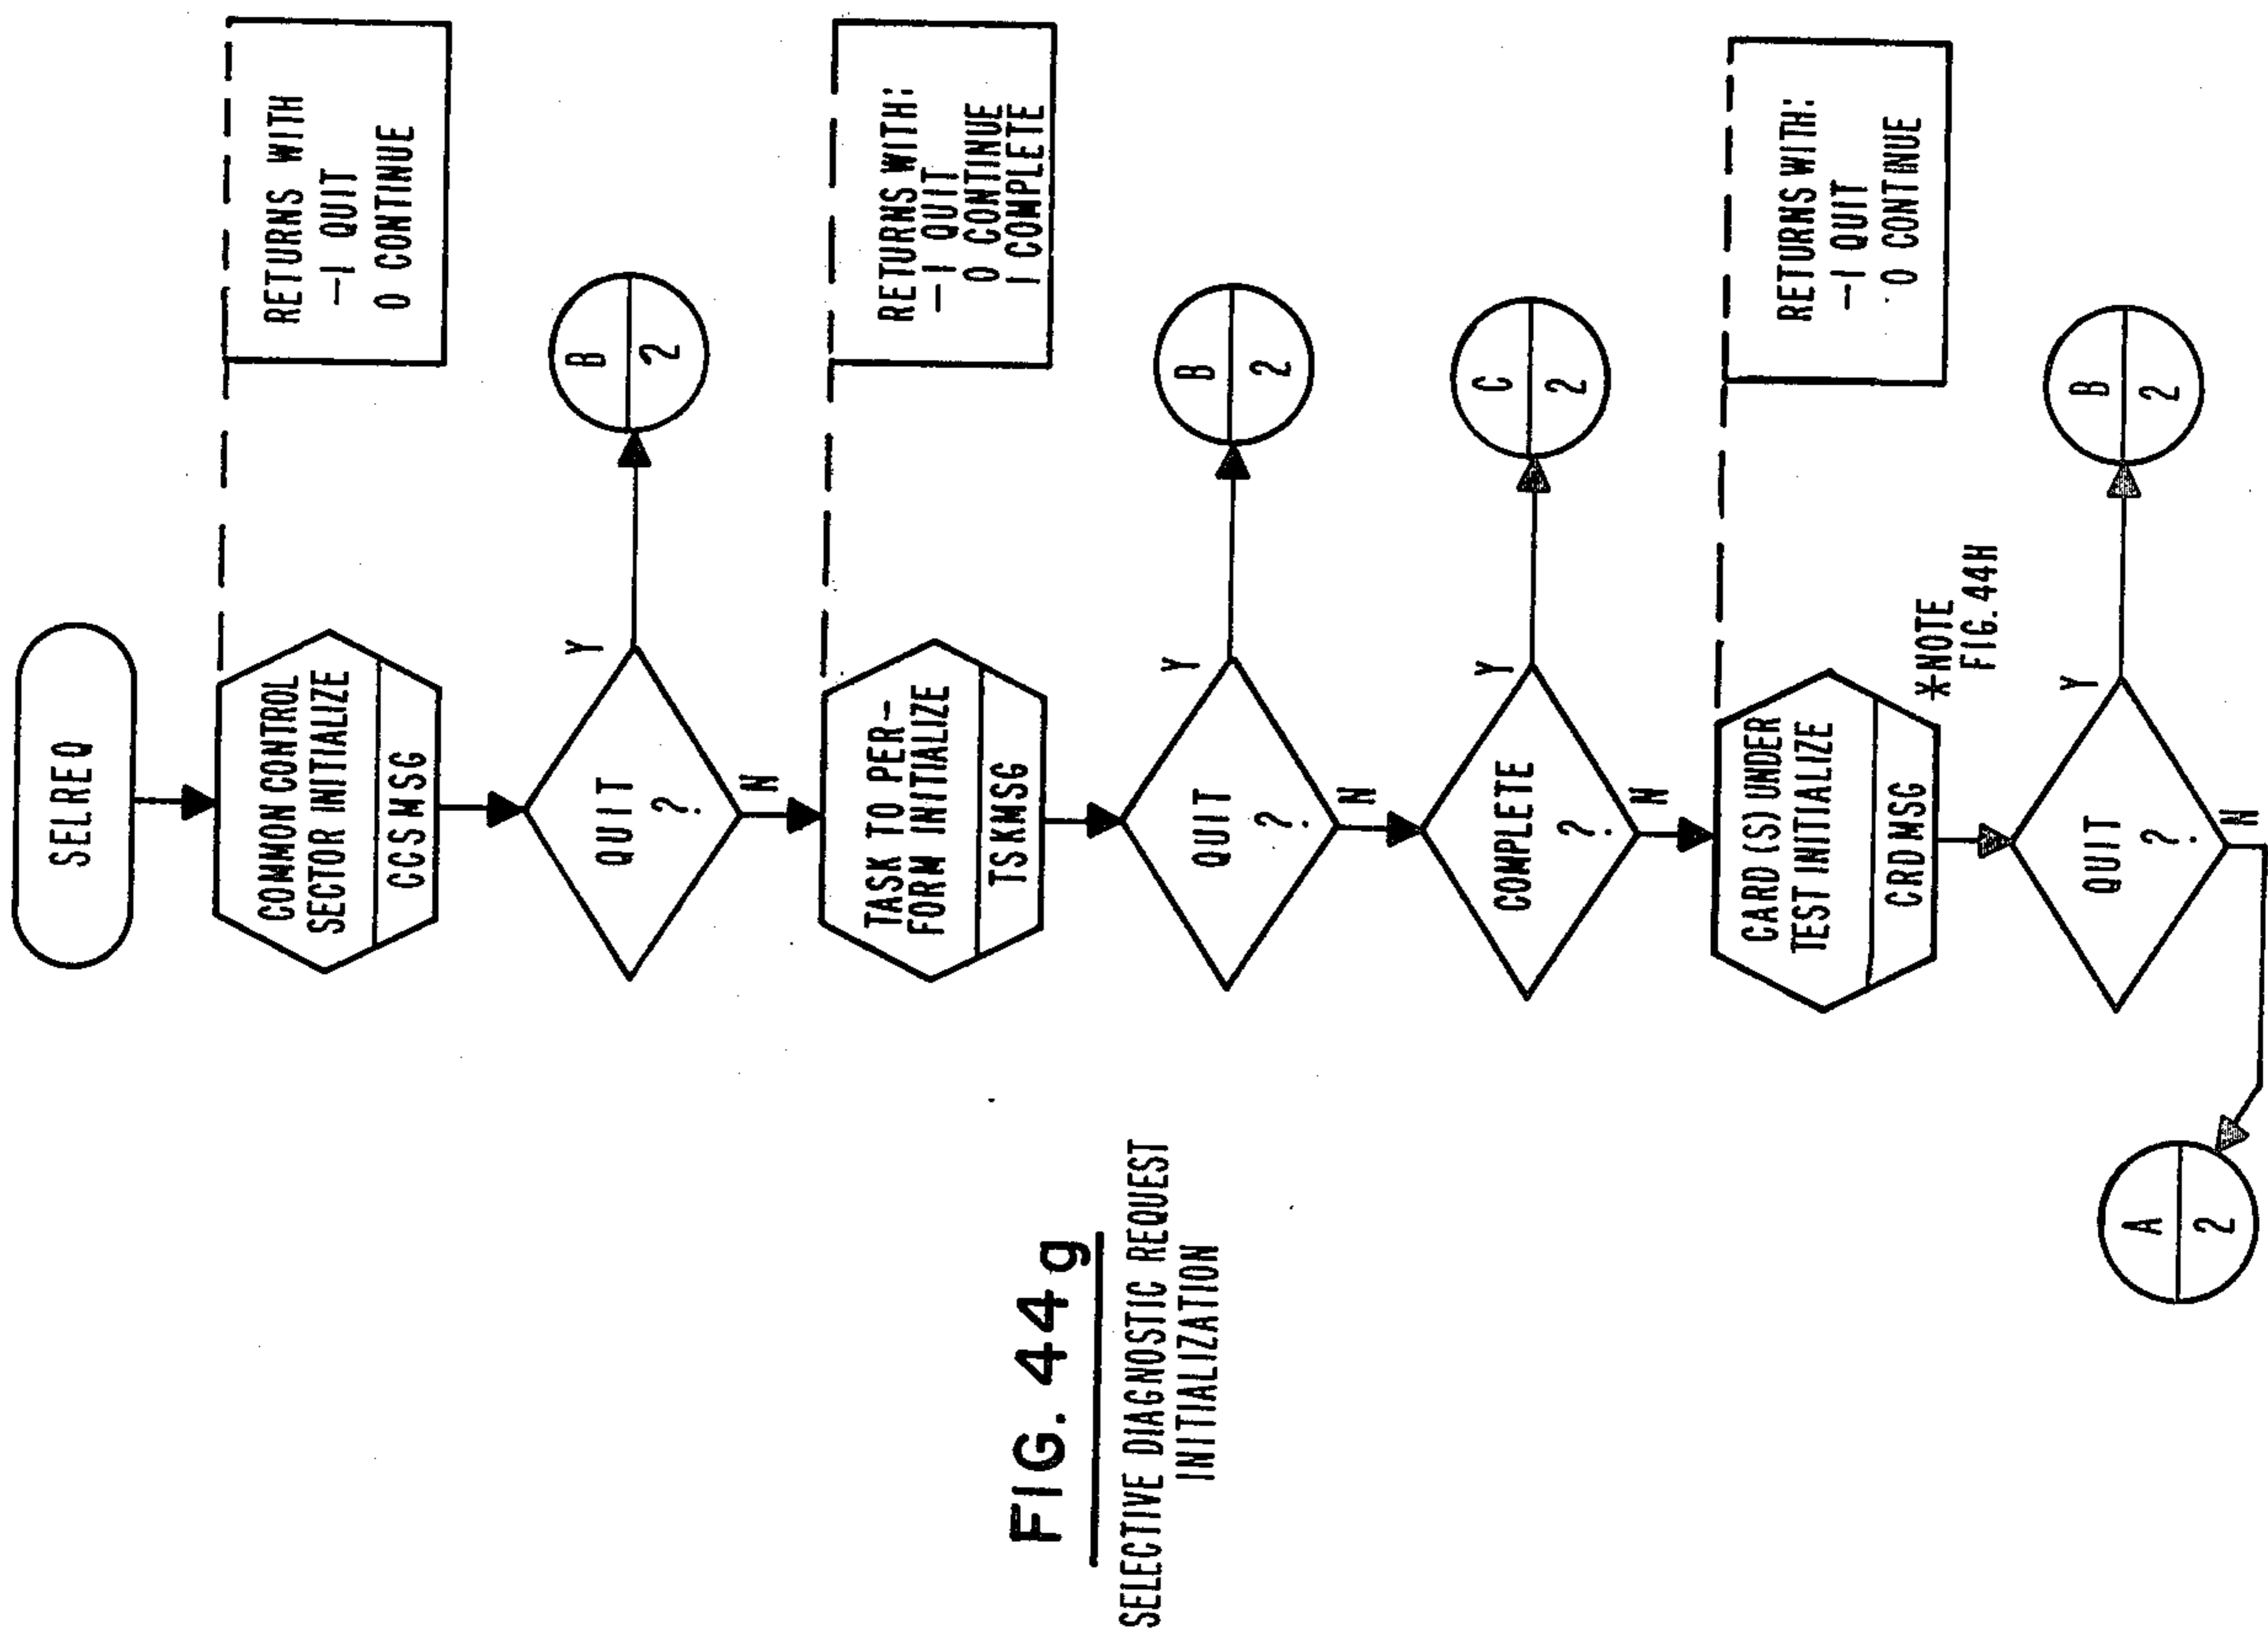 SELREQ
COMMON CONTROL
SECTOR INITIALIZE
CCSMSG
RETURNS WITH
—1 QUIT
0 CONTINUE
QUIT
?
Y
B
2
N
TASK TO PER-
FORM INITIALIZE
TSKMSG
RETURNS WITH:
—1 QUIT
0 CONTINUE
1 COMPLETE
QUIT
?
Y
B
2
N
COMPLETE
?
Y
C
2
N
CARD (S) UNDER
TEST INITIALIZE
CRDMSG
*NOTE
FIG. 44H
RETURNS WITH:
—1 QUIT
0 CONTINUE
QUIT
?
Y
B
2
N
A
2
FIG. 44g
SELECTIVE DIAGNOSTIC REQUEST
INITIALIZATION